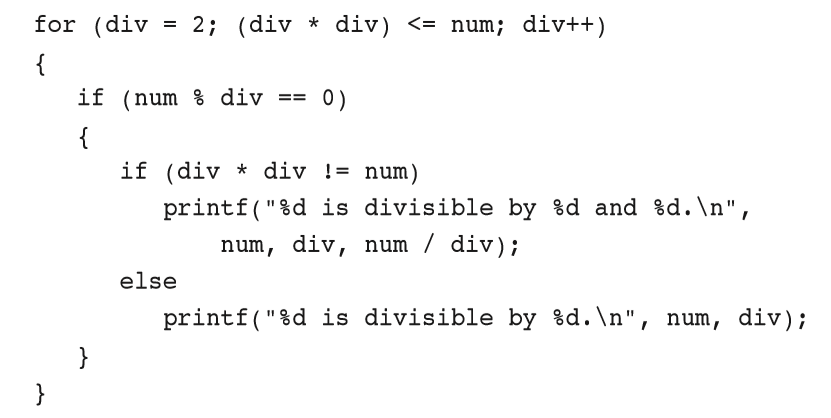 for (div = 2; (div * div) <= num; div++)
{
   if (num % div == 0)
   {
      if (div * div != num)
         printf("%d is divisible by %d and %d.\n",
             num, div, num / div);
      else
         printf("%d is divisible by %d.\n", num, div);
   }
}